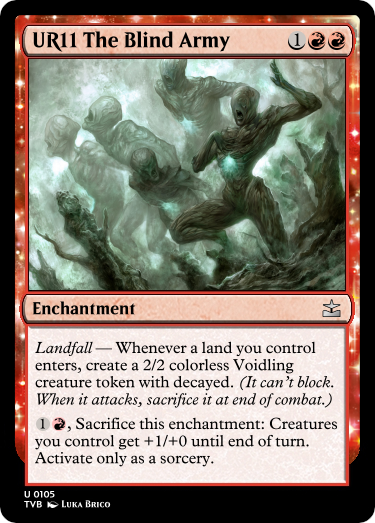 UR11 The Blind Army 1
Enchantment
Landfall — Whenever a land you control
enters, create a 2/2 colorless Voidling
creature token with decayed. (It can't block.
When it attacks, sacrifice it at end of combat.)
1 , Sacrifice this enchantment: Creatures
you control get +1/+0 until end of turn.
Activate only as a sorcery.
U 0105
TVB Luka Brico